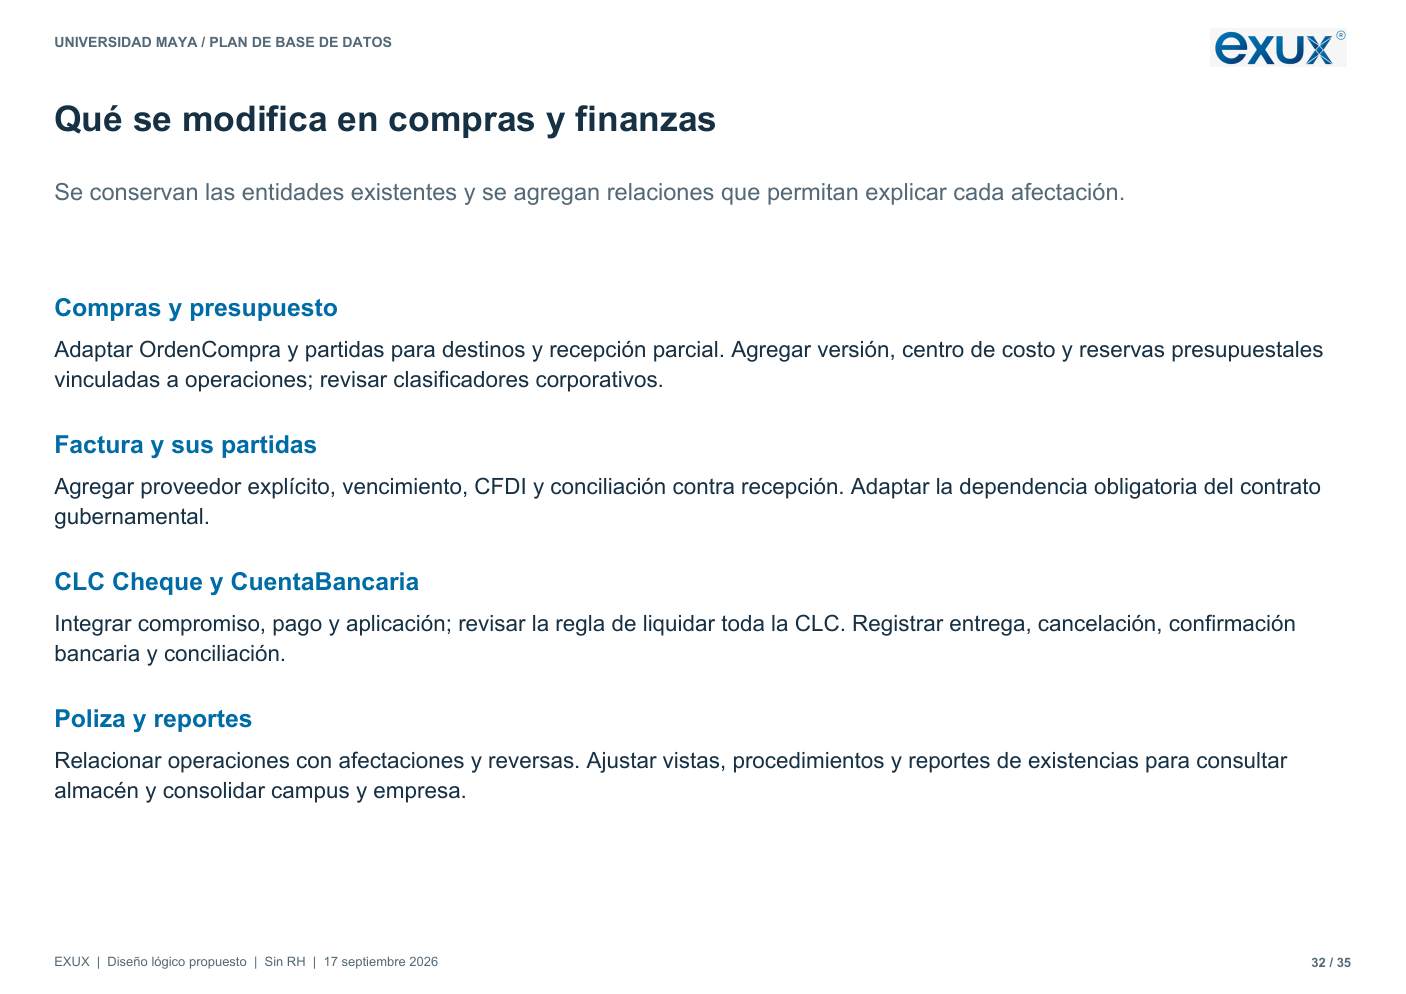 UNIVERSIDAD MAYA / PLAN DE BASE DE DATOS
exux®
Qué se modifica en compras y finanzas
Se conservan las entidades existentes y se agregan relaciones que permitan explicar cada afectación.
Compras y presupuesto
Adaptar OrdenCompra y partidas para destinos y recepción parcial. Agregar versión, centro de costo y reservas presupuestales
vinculadas a operaciones; revisar clasificadores corporativos.
Factura y sus partidas
Agregar proveedor explícito, vencimiento, CFDI y conciliación contra recepción. Adaptar la dependencia obligatoria del contrato
gubernamental.
CLC Cheque y CuentaBancaria
Integrar compromiso, pago y aplicación; revisar la regla de liquidar toda la CLC. Registrar entrega, cancelación, confirmación
bancaria y conciliación.
Poliza y reportes
Relacionar operaciones con afectaciones y reversas. Ajustar vistas, procedimientos y reportes de existencias para consultar
almacén y consolidar campus y empresa.
EXUX | Diseño lógico propuesto | Sin RH | 17 septiembre 2026
32 / 35